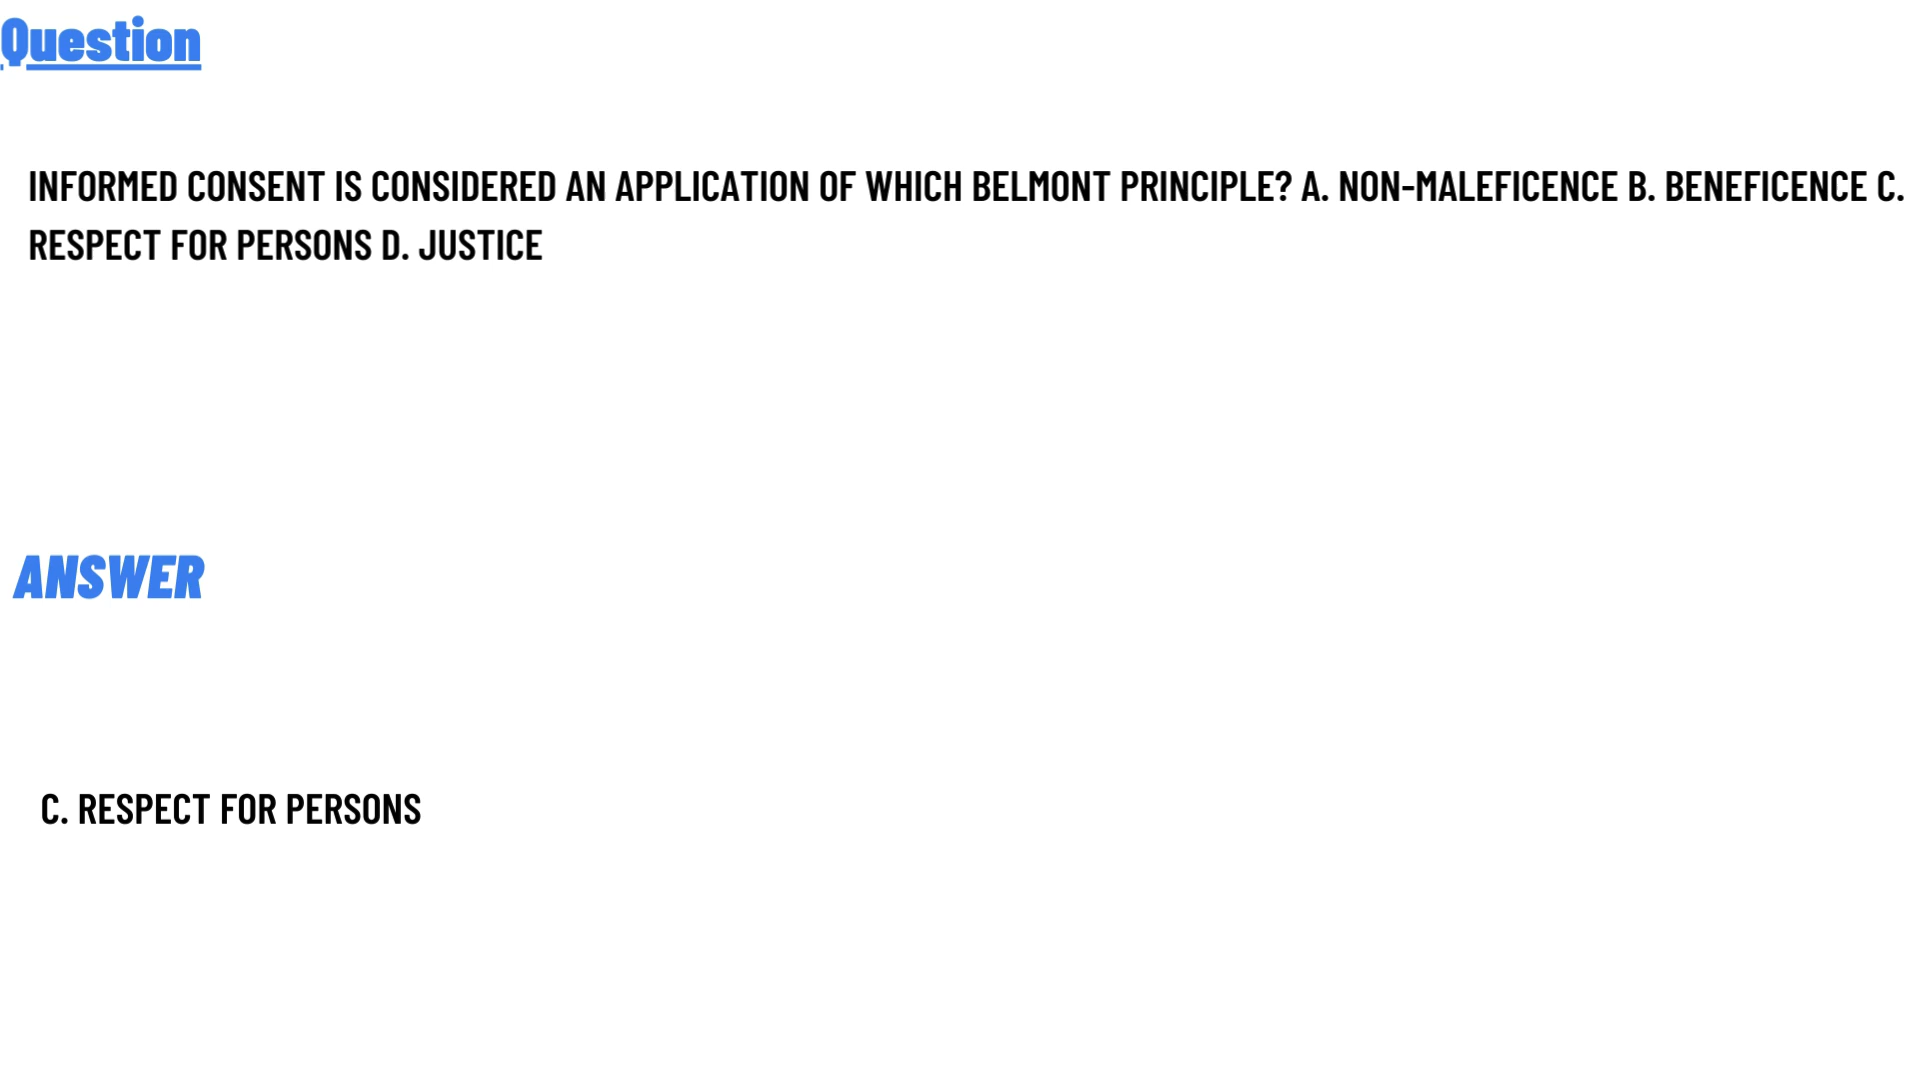 Question
INFORMED CONSENT IS CONSIDERED AN APPLICATION OF WHICH BELMONT PRINCIPLE? A. NON-MALEFICENCE B. BENEFICENCE C.
RESPECT FOR PERSONS D. JUSTICE
ANSWER
C. RESPECT FOR PERSONS